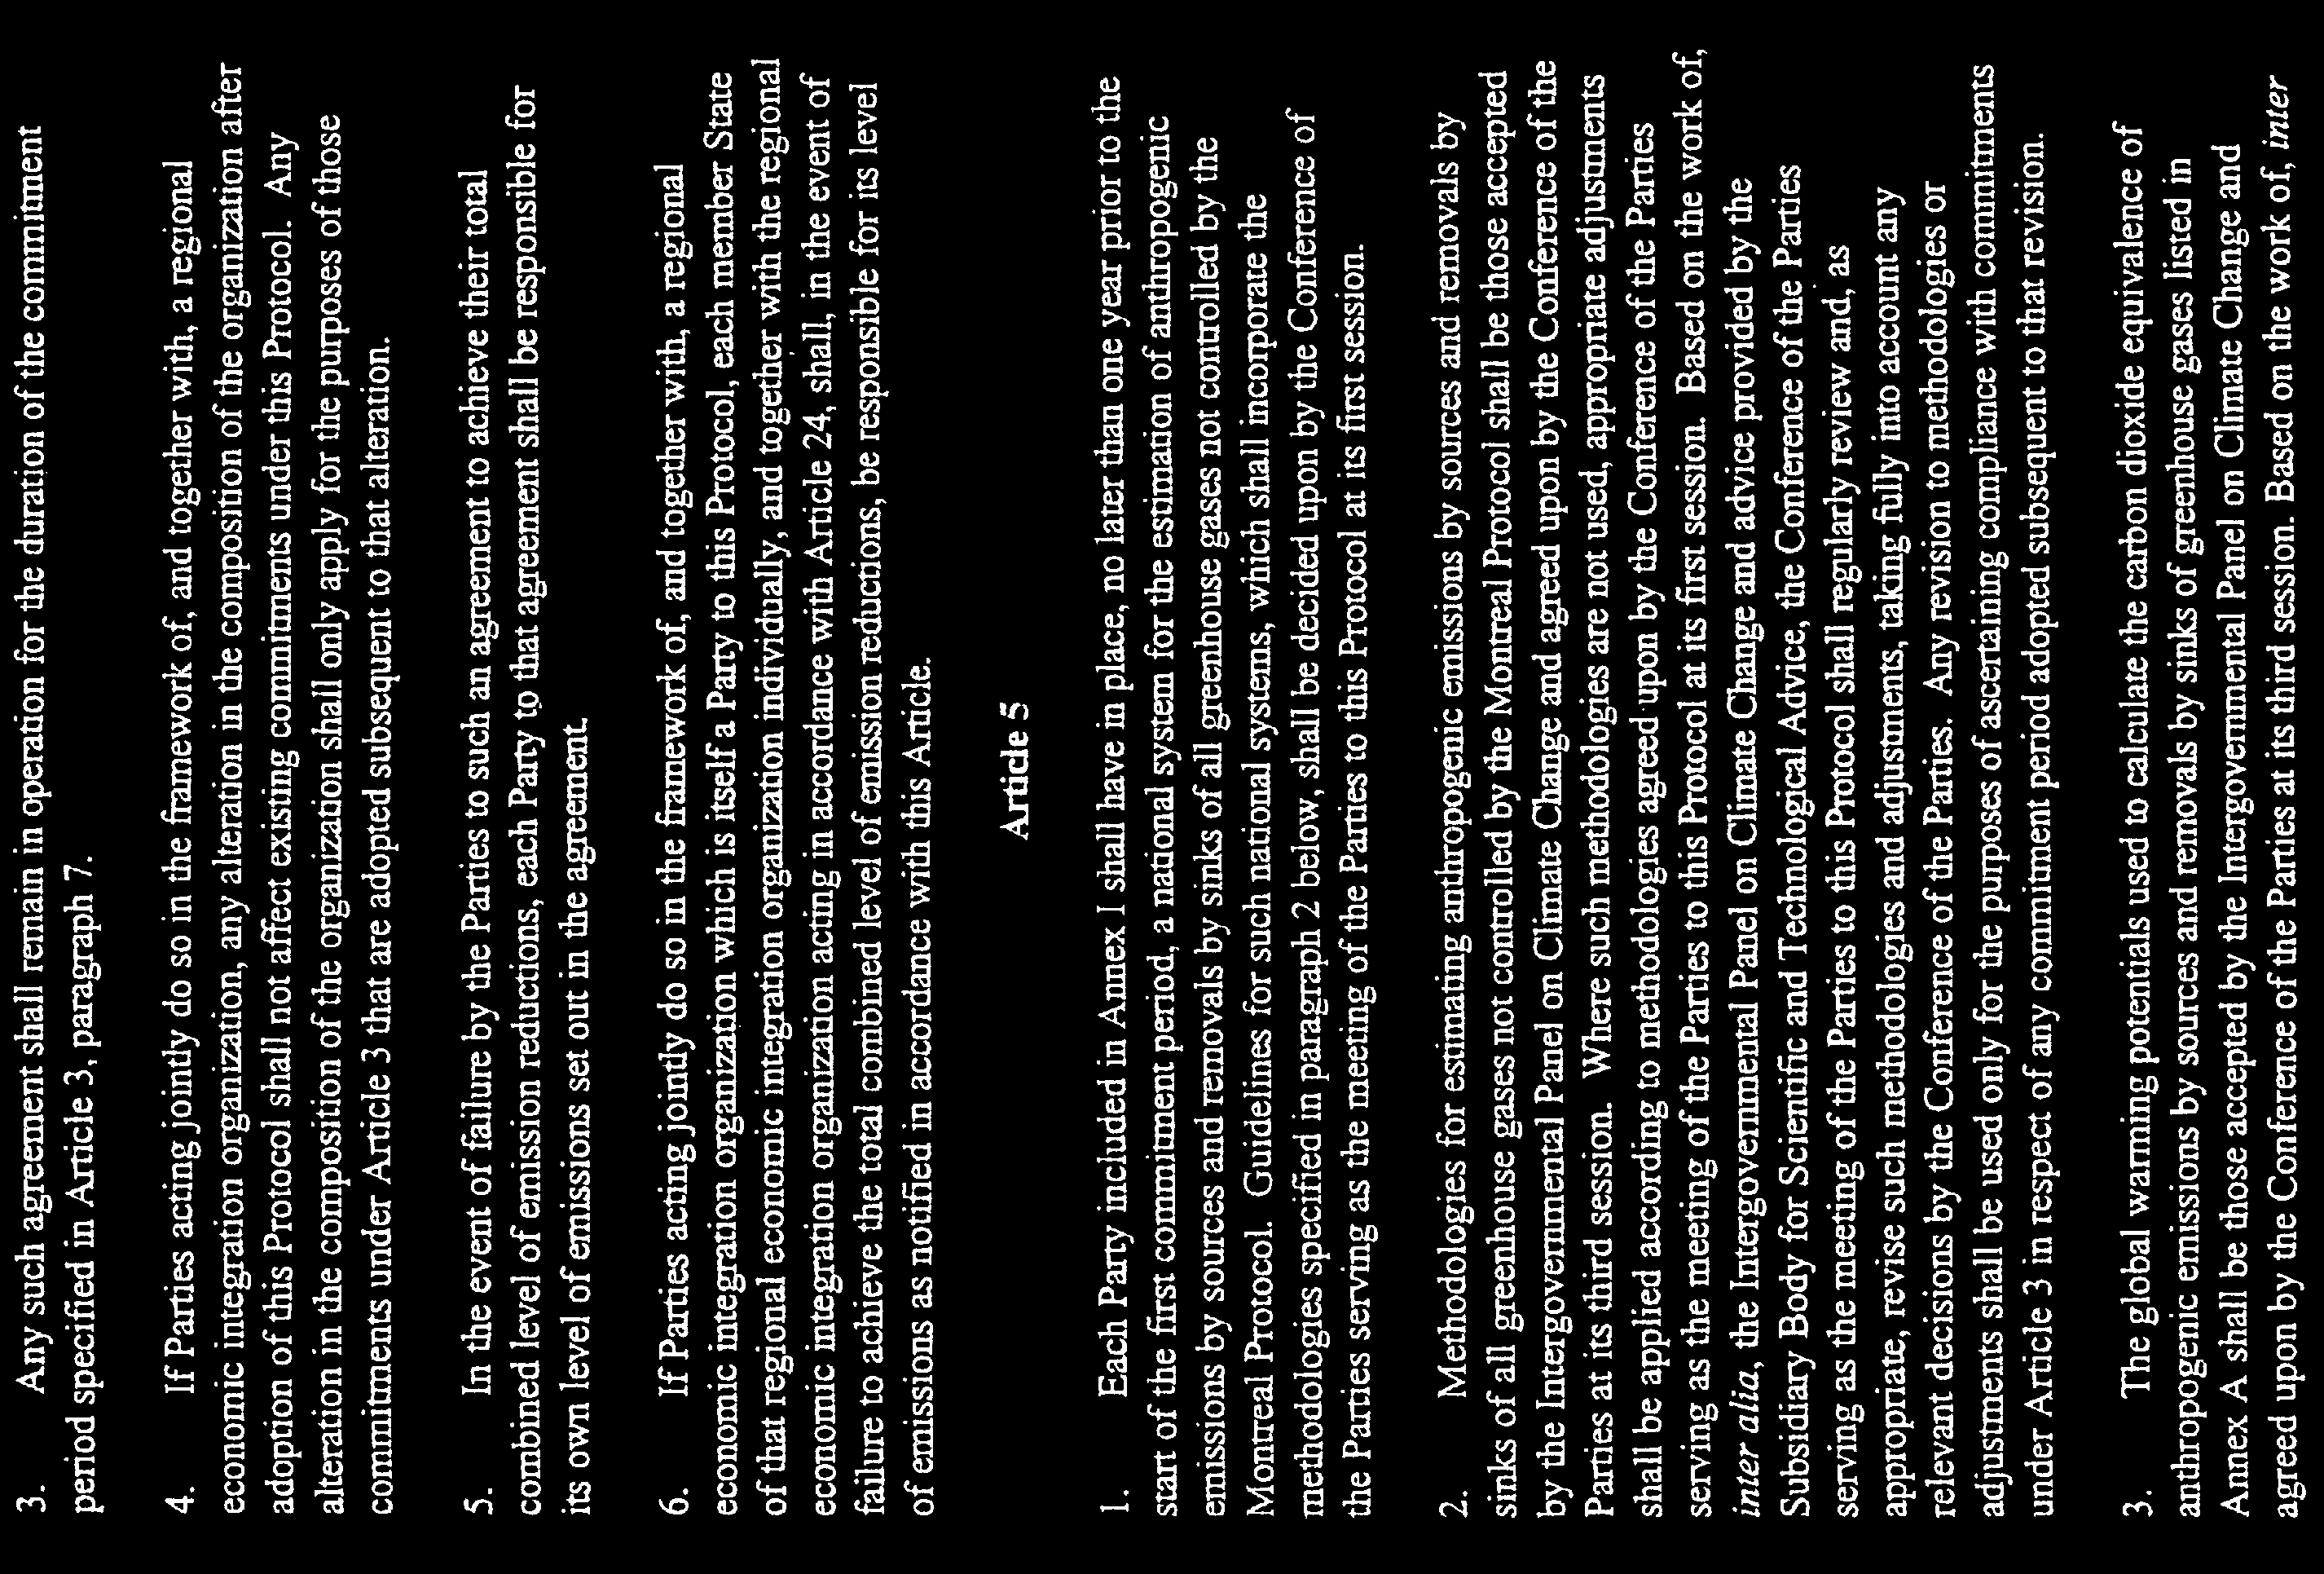 3. Any such agreement shall remain in operation for the duration of the commitment
period specified in Article 3, paragraph 7.
4. If Parties acting jointly do so in the framework of, and together with, a regional
economic integration organization, any alteration in the composition of the organization after
adoption of this Protocol shall not affect existing commitments under this Protocol. Any
alteration in the composition of the organization shall only apply for the purposes of those
commitments under Article 3 that are adopted subsequent to that alteration.
5. In the event of failure by the Parties to such an agreement to achieve their total
combined level of emission reductions, each Party to that agreement shall be responsible for
its own level of emissions set out in the agreement.
6. If Parties acting jointly do so in the framework of, and together with, a regional
economic integration organization which is itself a Party to this Protocol, each member State
of that regional economic integration organization individually, and together with the regional
economic integration organization acting in accordance with Article 24, shall, in the event of
failure to achieve the total combined level of emission reductions, be responsible for its level
of emissions as notified in accordance with this Article.
Article 5
1. Each Party included in Annex I shall have in place, no later than one year prior to the
start of the first commitment period, a national system for the estimation of anthropogenic
emissions by sources and removals by sinks of all greenhouse gases not controlled by the
Montreal Protocol. Guidelines for such national systems, which shall incorporate the
methodologies specified in paragraph 2 below, shall be decided upon by the Conference of
the Parties serving as the meeting of the Parties to this Protocol at its first session.
2. Methodologies for estimating anthropogenic emissions by sources and removals by
sinks of all greenhouse gases not controlled by the Montreal Protocol shall be those accepted
by the Intergovernmental Panel on Climate Change and agreed upon by the Conference of the
Parties at its third session. Where such methodologies are not used, appropriate adjustments
shall be applied according to methodologies agreed upon by the Conference of the Parties
serving as the meeting of the Parties to this Protocol at its first session. Based on the work of,
inter alia, the Intergovernmental Panel on Climate Change and advice provided by the
Subsidiary Body for Scientific and Technological Advice, the Conference of the Parties
serving as the meeting of the Parties to this Protocol shall regularly review and, as
appropriate, revise such methodologies and adjustments, taking fully into account any
relevant decisions by the Conference of the Parties. Any revision to methodologies or
adjustments shall be used only for the purposes of ascertaining compliance with commitments
under Article 3 in respect of any commitment period adopted subsequent to that revision.
3. The global warming potentials used to calculate the carbon dioxide equivalence of
anthropogenic emissions by sources and removals by sinks of greenhouse gases listed in
Annex A shall be those accepted by the Intergovernmental Panel on Climate Change and
agreed upon by the Conference of the Parties at its third session. Based on the work of, inter